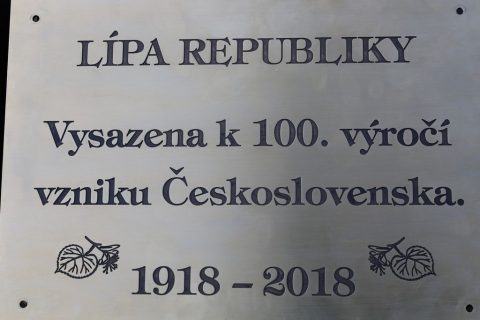 LÍPA REPUBLIKY
Vysazena k 100. výročí
vzniku Československa.
1918 – 2018